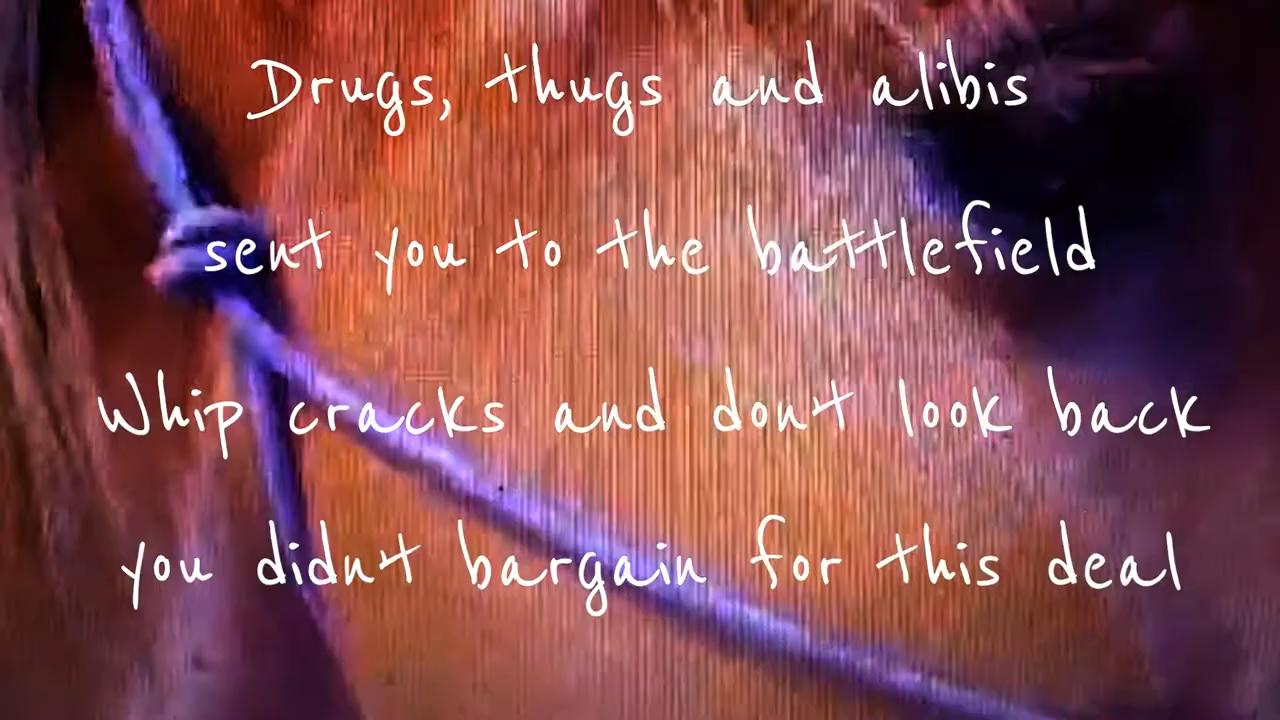 Drugs, thugs and alibis
sent you to the battlefield
Whip cracks and don't look back
you didn't bargain for this deal